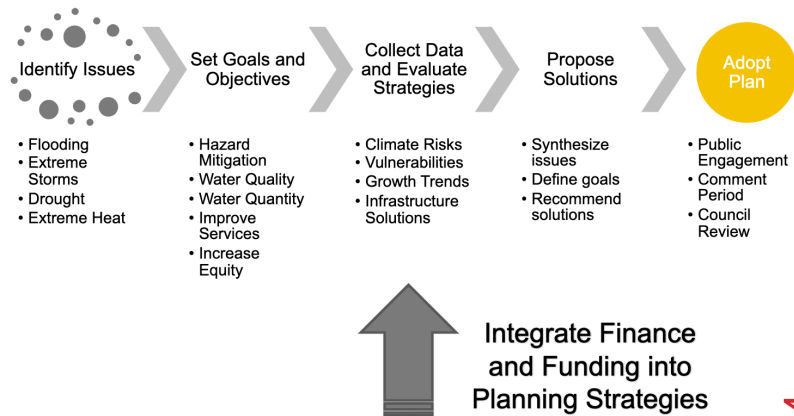 Identify Issues
• Flooding
• Extreme
Storms
• Drought
• Extreme Heat
Set Goals and
Objectives
• Hazard
Mitigation
• Water Quality
• Water Quantity
• Improve
Services
• Increase
Equity
Collect Data
and Evaluate
Strategies
• Climate Risks
• Vulnerabilities
• Growth Trends
• Infrastructure
Solutions
Propose
Solutions
• Synthesize
issues
• Define goals
• Recommend
solutions
Adopt
Plan
• Public
Engagement
• Comment
Period
• Council
Review
Integrate Finance
and Funding into
Planning Strategies